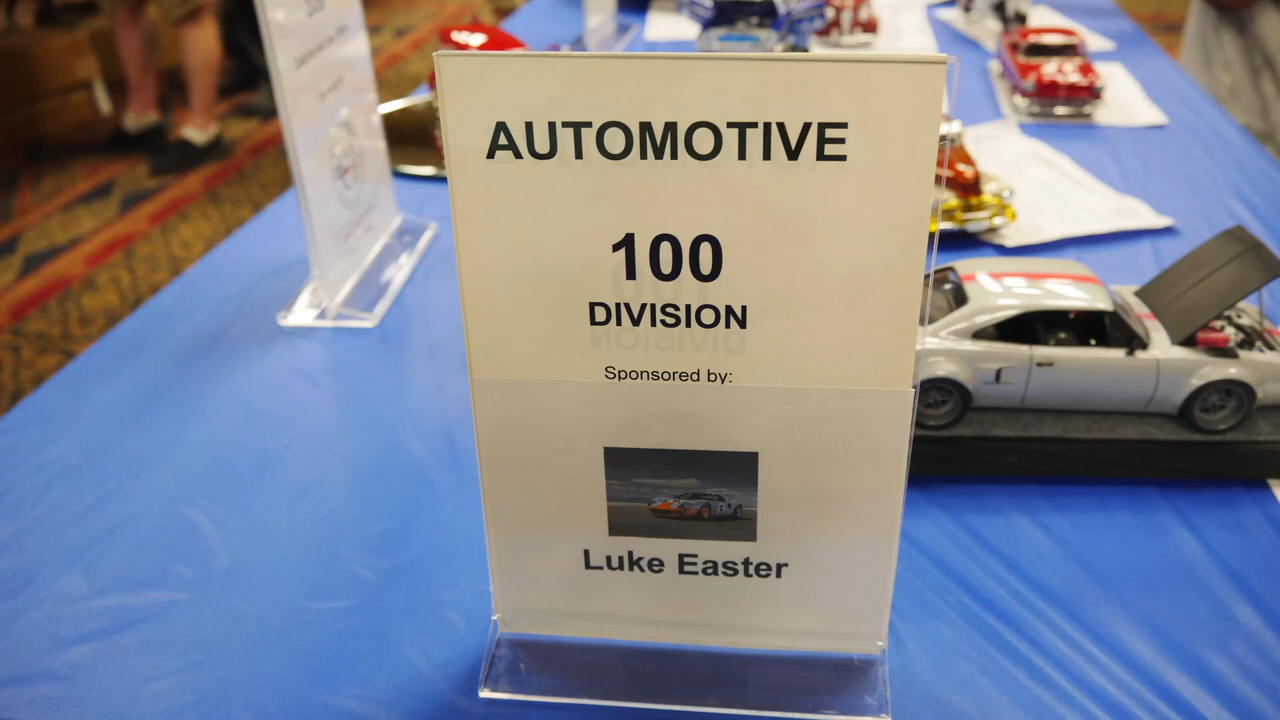 AUTOMOTIVE
100
DIVISION
Sponsored by:
Luke Easter